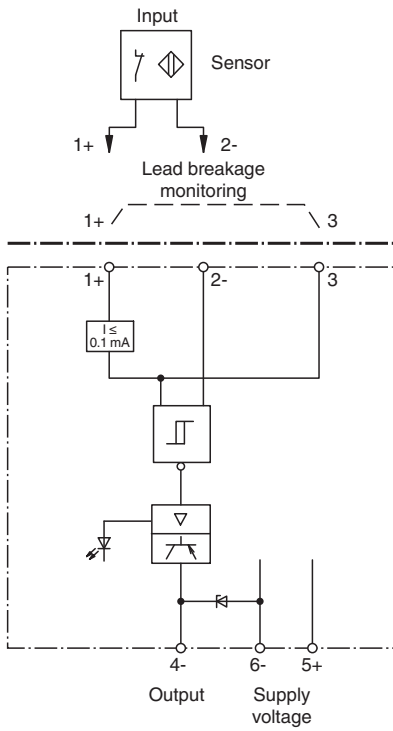 Input
Sensor
1+ 2-
Lead breakage
monitoring
1+ 3
1+ 2- 3
I ≤
0.1 mA
4- 6- 5+
Output Supply
voltage